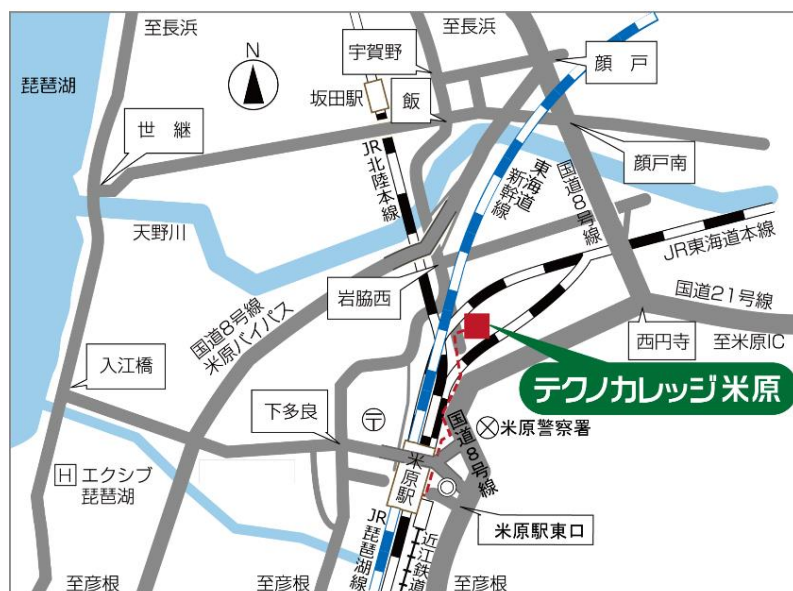 至長浜
至長浜
N
宇賀野
顔戸
琵琶湖
坂田駅
飯
世継
顔戸南
JR北陸本線
東海道
新幹線
国道8号線
天野川
JR東海道本線
岩脇西
国道8号線
米原バイパス
国道21号線
西円寺
至米原IC
入江橋
テクノカレッジ米原
下多良
〒
米原警察署
国道8号線
米原駅
H エクシブ
琵琶湖
米原駅東口
JR琵琶湖線
近江鉄道
至彦根
至彦根
至彦根